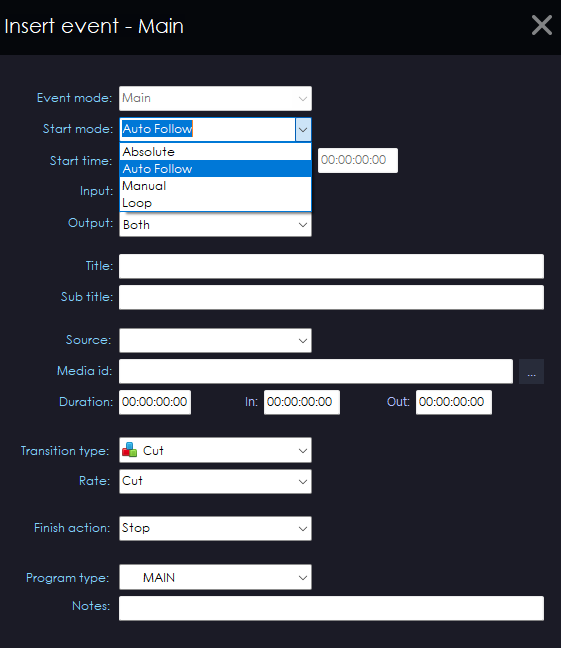 Insert event - Main
Event mode: Main
Start mode: Auto Follow
Absolute
Start time: 00:00:00:00
Auto Follow
Manual
Input:
Loop
Output: Both
Title:
Sub title:
Source:
Media id: ...
Duration: 00:00:00:00 In: 00:00:00:00 Out: 00:00:00:00
Transition type: Cut
Rate: Cut
Finish action: Stop
Program type: MAIN
Notes: